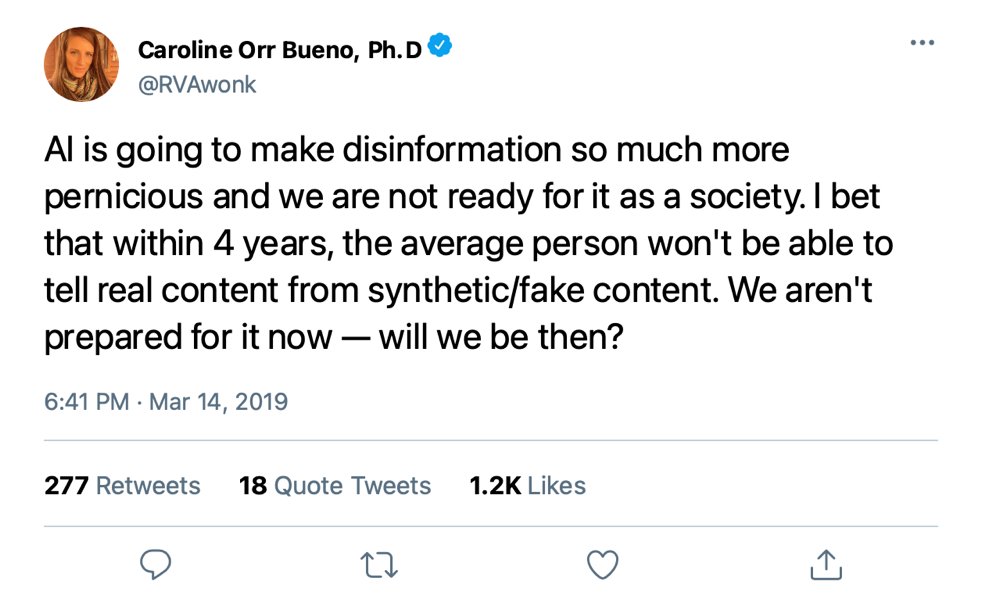 Caroline Orr Bueno, Ph.D
@RVAwonk
AI is going to make disinformation so much more
pernicious and we are not ready for it as a society. I bet
that within 4 years, the average person won't be able to
tell real content from synthetic/fake content. We aren't
prepared for it now — will we be then?
6:41 PM · Mar 14, 2019
277 Retweets 18 Quote Tweets 1.2K Likes